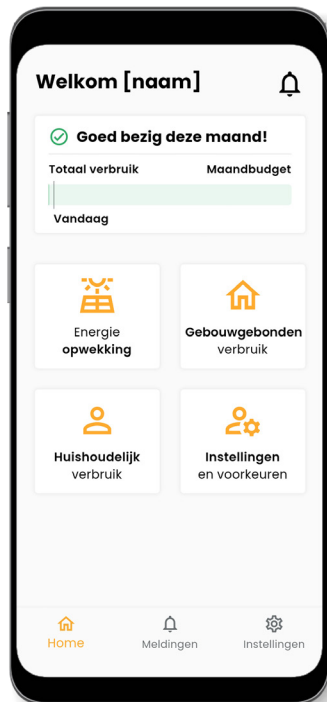 Welkom [naam]
Goed bezig deze maand!
Totaal verbruik Maandbudget
Vandaag
Energie
opwekking
Gebouwgebonden
verbruik
Huishoudelijk
verbruik
Instellingen
en voorkeuren
Home Meldingen Instellingen